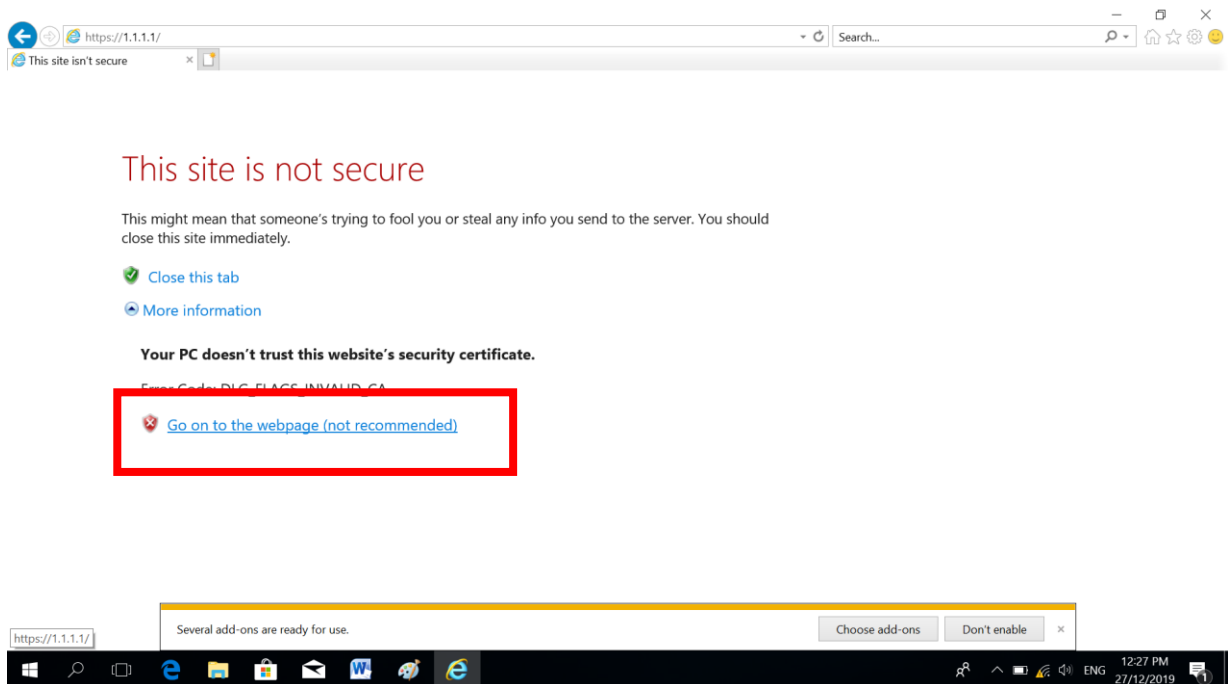 https://1.1.1.1/
Search...
This site isn't secure
This site is not secure
This might mean that someone's trying to fool you or steal any info you send to the server. You should
close this site immediately.
Close this tab
More information
Your PC doesn't trust this website's security certificate.
Error Code: DLG_FLAGS_INVALID_CA
Go on to the webpage (not recommended)
Several add-ons are ready for use.
Choose add-ons
Don't enable
https://1.1.1.1/
ENG
12:27 PM
27/12/2019
1